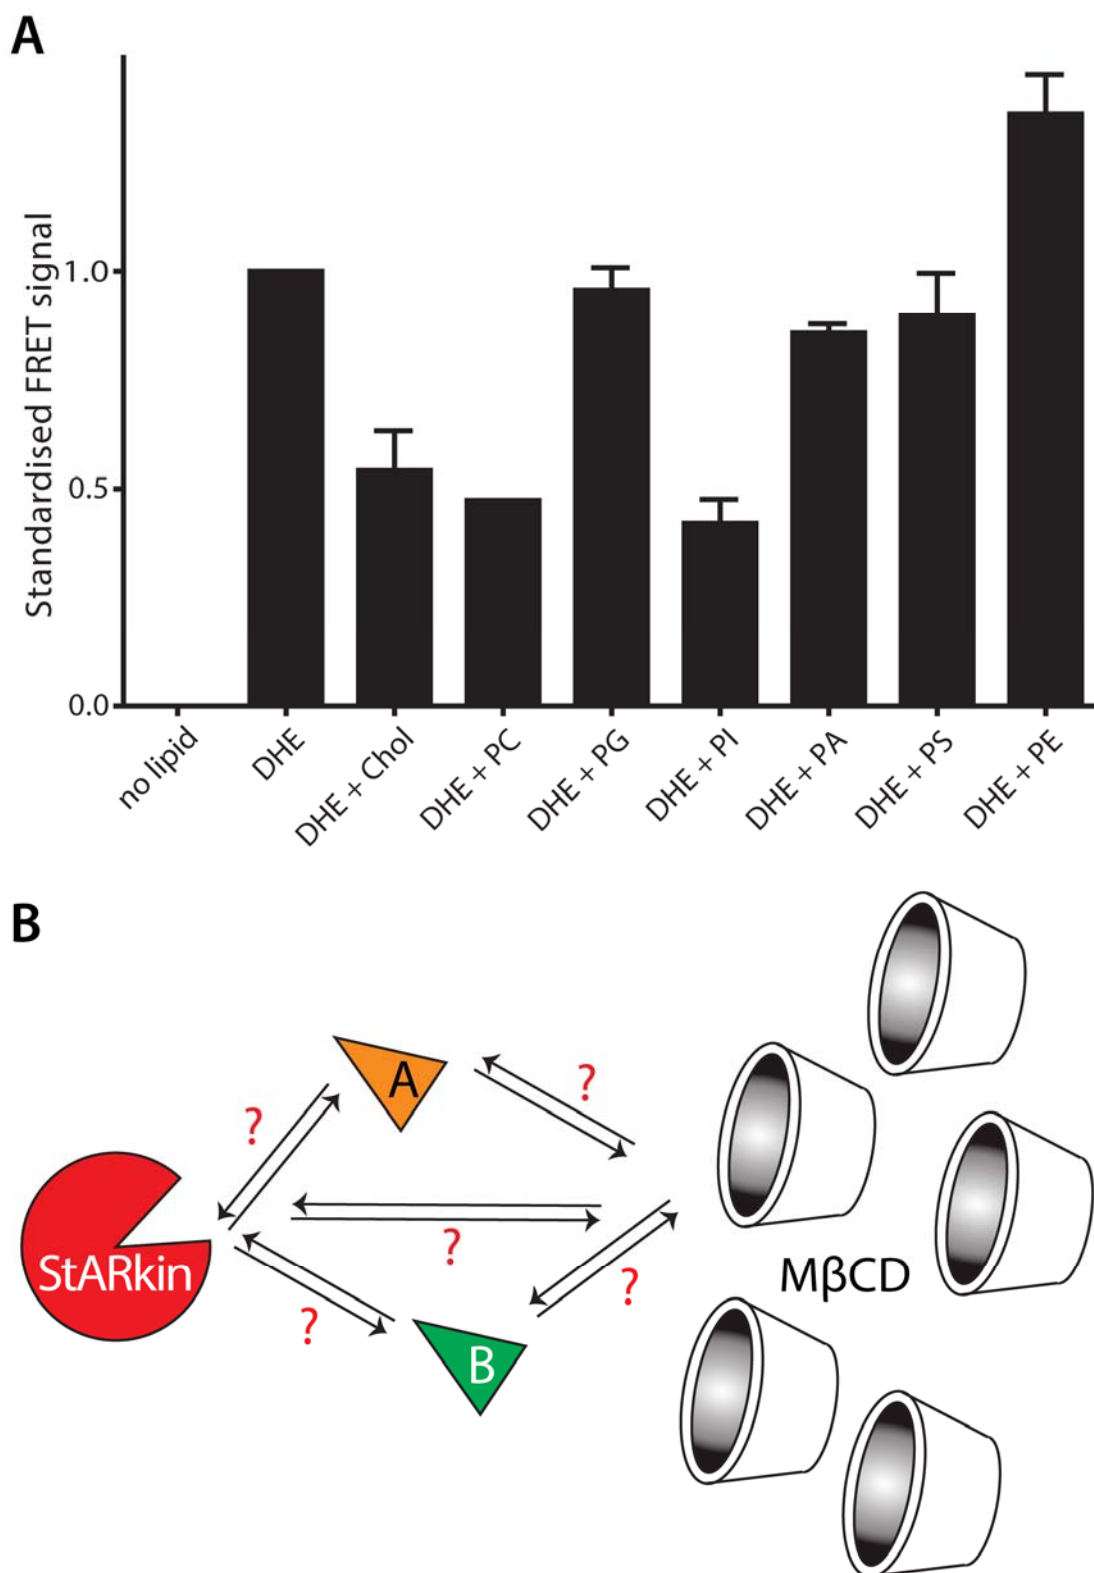 A
Standardised FRET signal
1.0
0.5
0.0
no lipid
DHE
DHE + Chol
DHE + PC
DHE + PG
DHE + PI
DHE + PA
DHE + PS
DHE + PE
B
A
?
?
StARkin
?
MβCD
?
?
B